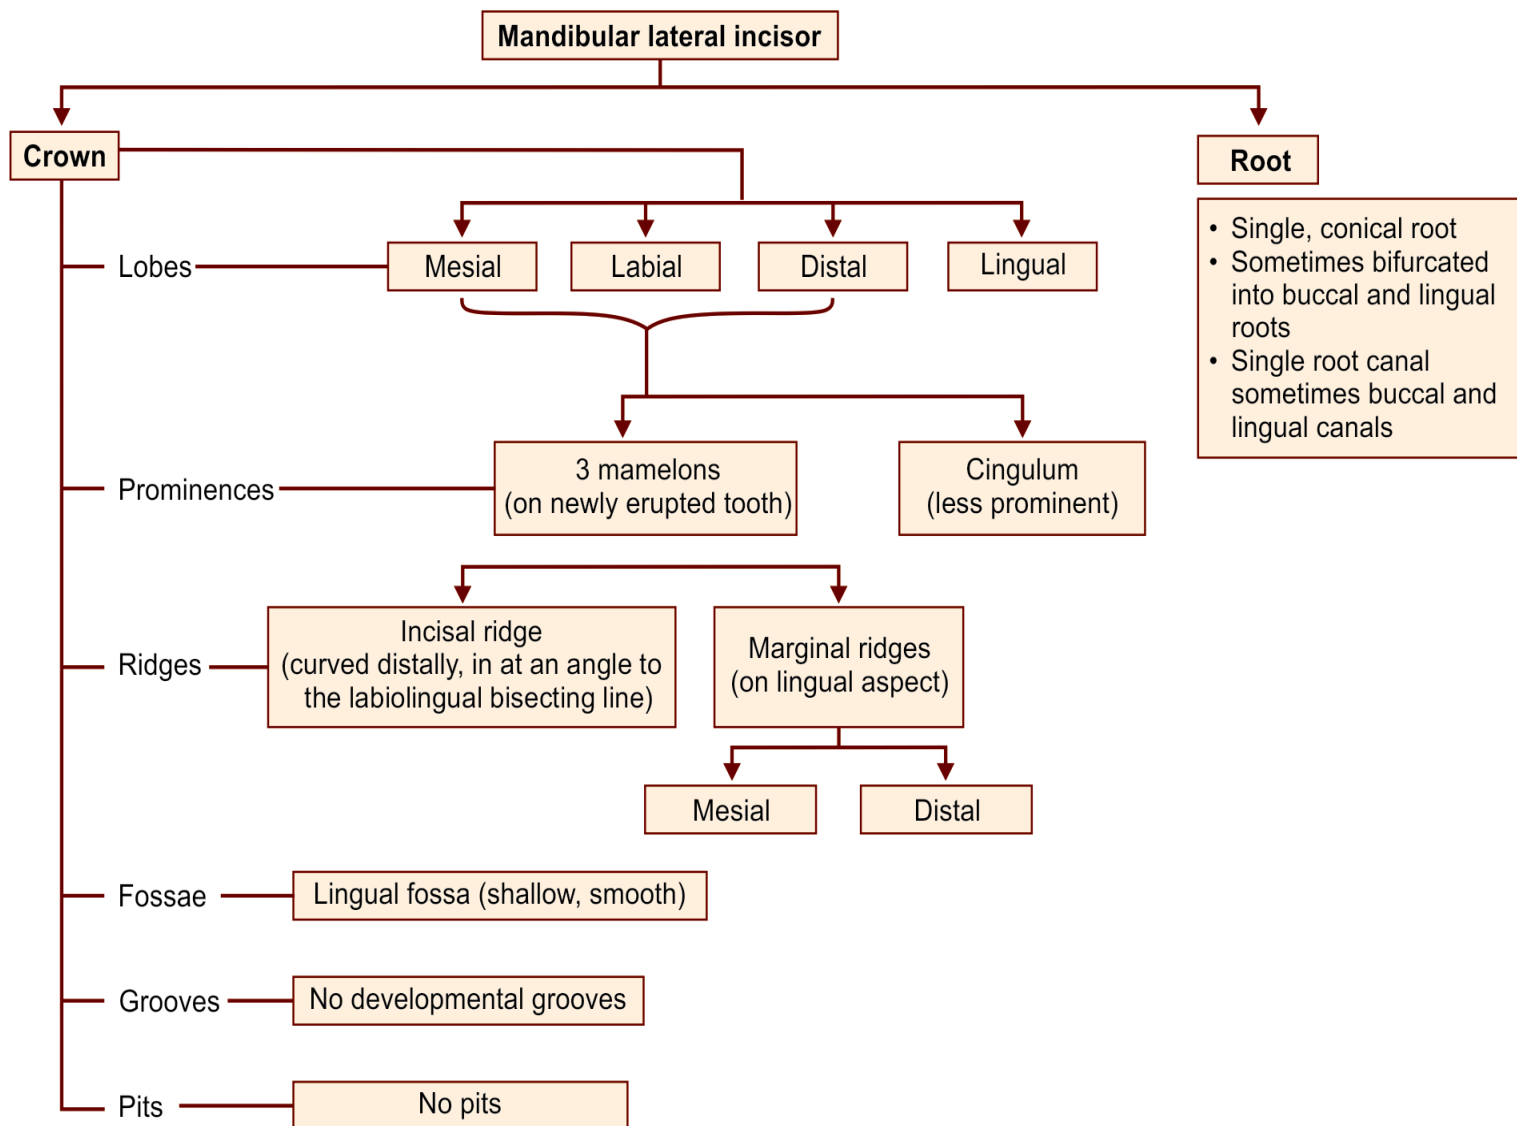 Mandibular lateral incisor
Crown
Root
Lobes
Mesial
Labial
Distal
Lingual
• Single, conical root
• Sometimes bifurcated
into buccal and lingual
roots
• Single root canal
sometimes buccal and
lingual canals
Prominences
3 mamelons
(on newly erupted tooth)
Cingulum
(less prominent)
Ridges
Incisal ridge
(curved distally, in at an angle to
the labiolingual bisecting line)
Marginal ridges
(on lingual aspect)
Mesial
Distal
Fossae
Lingual fossa (shallow, smooth)
Grooves
No developmental grooves
Pits
No pits